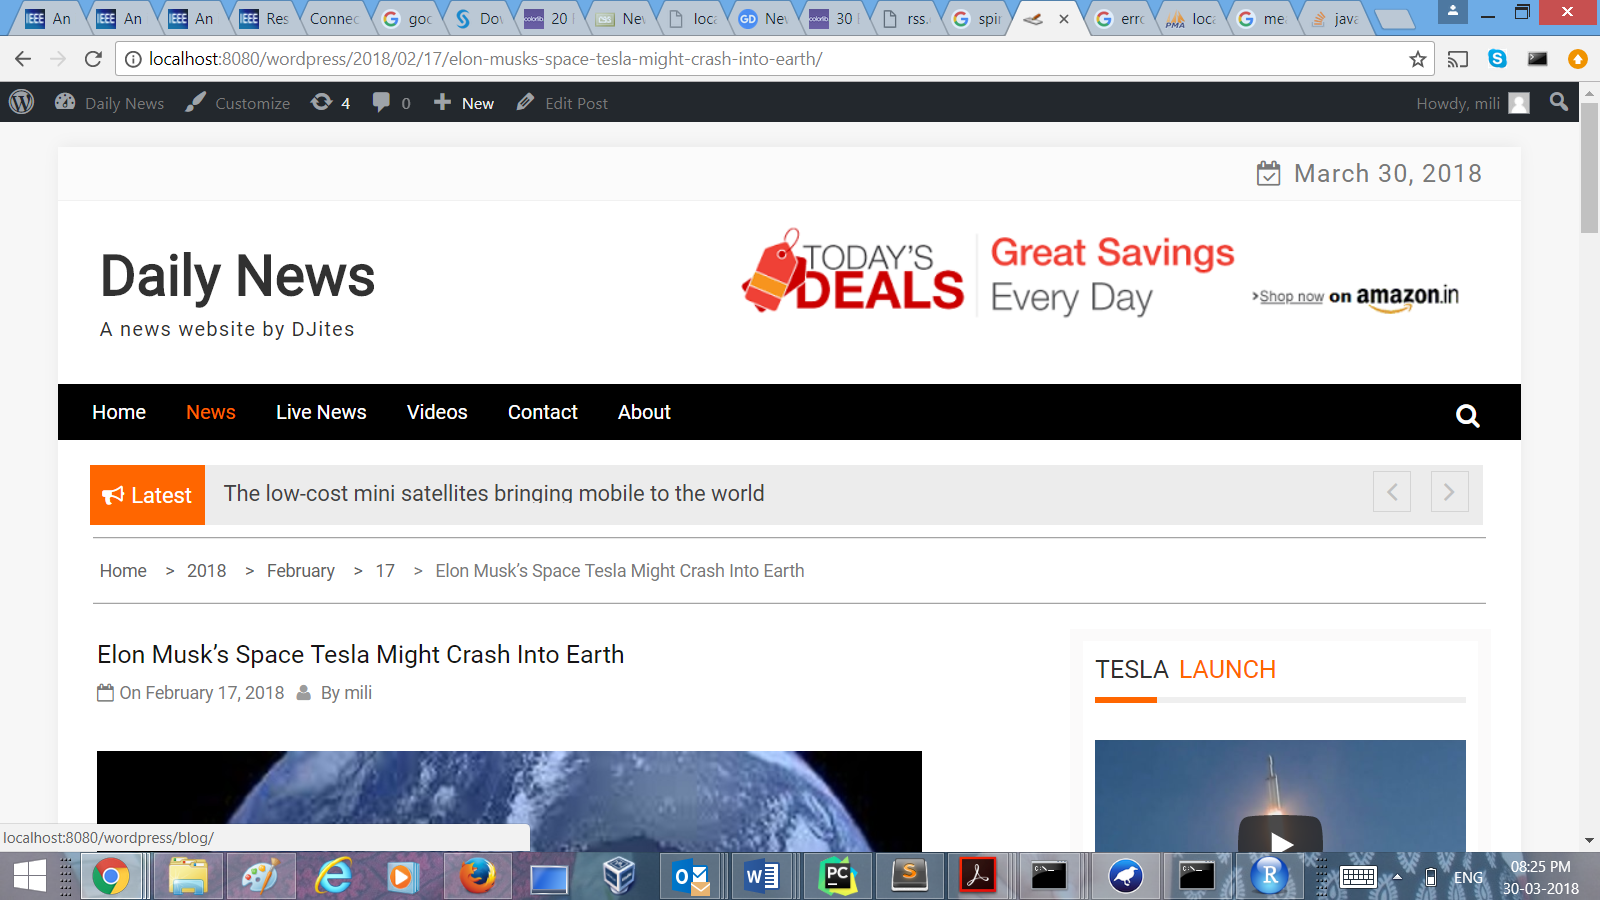 An
An
An
Res
Connec
goo
Dov
20
Nev
loca
Nev
30
rss.
spir
erro
loca
me
java
localhost:8080/wordpress/2018/02/17/elon-musks-space-tesla-might-crash-into-earth/
Daily News Customize 4 0 New Edit Post Howdy, mili
March 30, 2018
Daily News
A news website by DJites
TODAY'S
DEALS
Great Savings
Every Day
>Shop now on amazon.in
Home News Live News Videos Contact About
Latest The low-cost mini satellites bringing mobile to the world
Home > 2018 > February > 17 > Elon Musk’s Space Tesla Might Crash Into Earth
Elon Musk’s Space Tesla Might Crash Into Earth
On February 17, 2018 By mili
TESLA LAUNCH
localhost:8080/wordpress/blog/
ENG
08:25 PM
30-03-2018